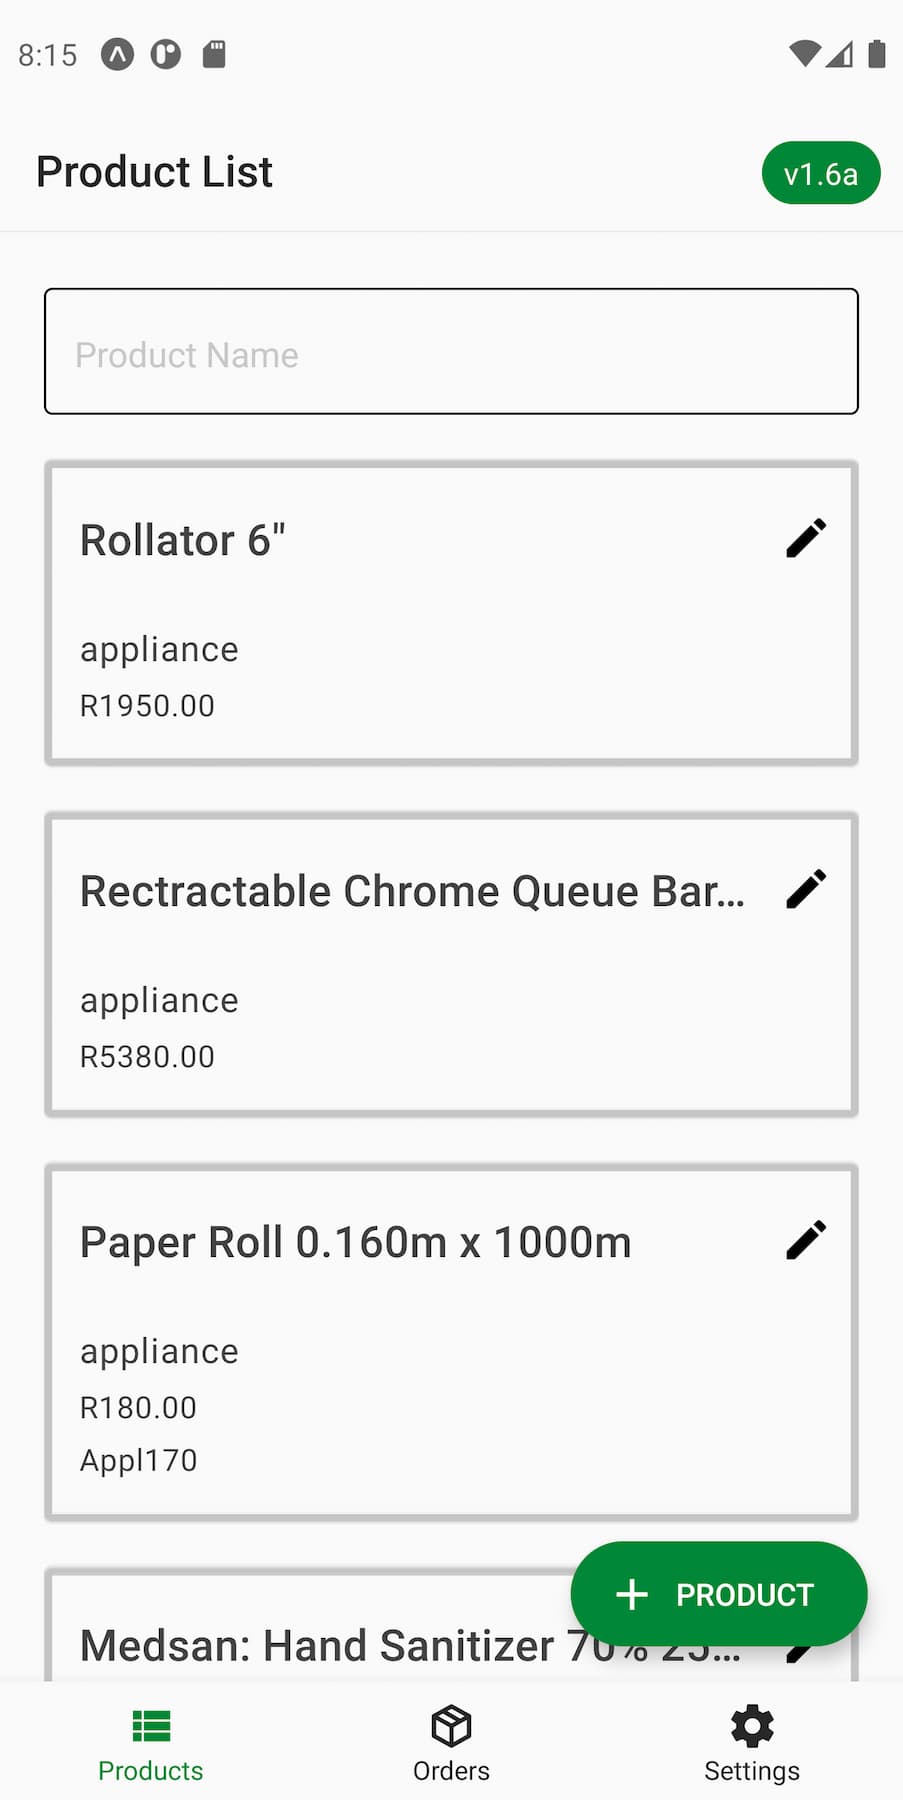 8:15
Product List
v1.6a
Product Name
Rollator 6"
appliance
R1950.00
Rectractable Chrome Queue Bar...
appliance
R5380.00
Paper Roll 0.160m x 1000m
appliance
R180.00
Appl170
+ PRODUCT
Medsan: Hand Sanitizer 70%
Products
Orders
Settings